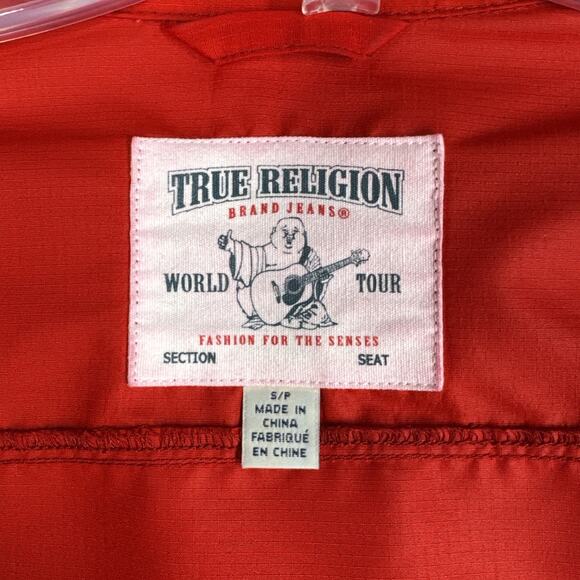 TRUE RELIGION
BRAND JEANS®
WORLD TOUR
FASHION FOR THE SENSES
SECTION SEAT
S/P
MADE IN
CHINA
FABRIQUÉ
EN CHINE